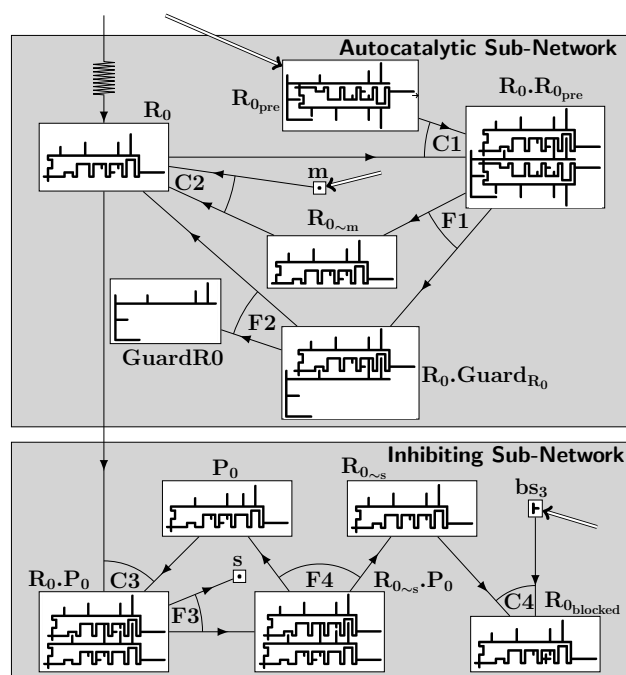 Autocatalytic Sub-Network
R₀
R₀pre
R₀.R₀pre
C1
C2
m
R₀∼m
F1
F2
GuardR0
R₀.GuardR₀
Inhibiting Sub-Network
P₀
R₀∼s
bs₃
s
R₀.P₀
C3
F3
F4
R₀∼s.P₀
C4
R₀blocked